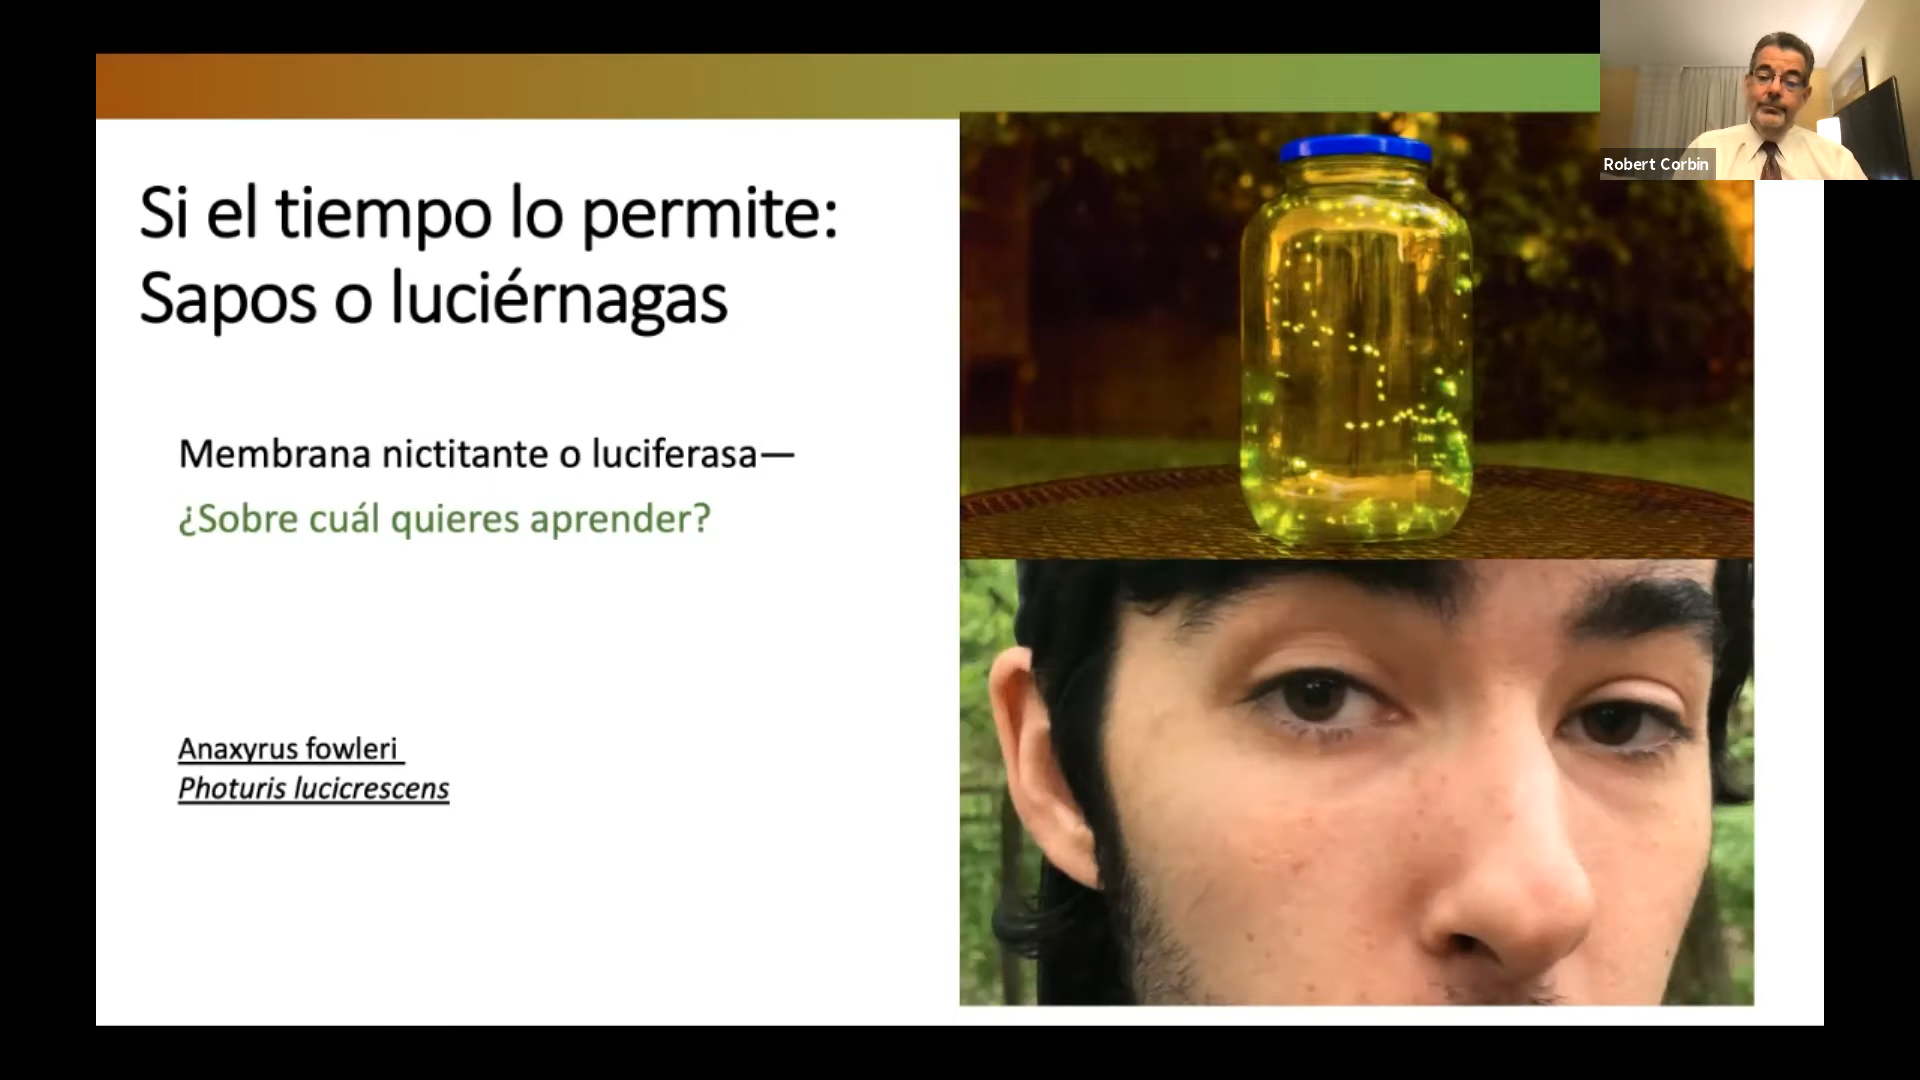 Si el tiempo lo permite:
Sapos o luciérnagas
Membrana nictitante o luciferasa—
¿Sobre cuál quieres aprender?
Anaxyrus fowleri
Photuris lucicrescens
Robert Corbin